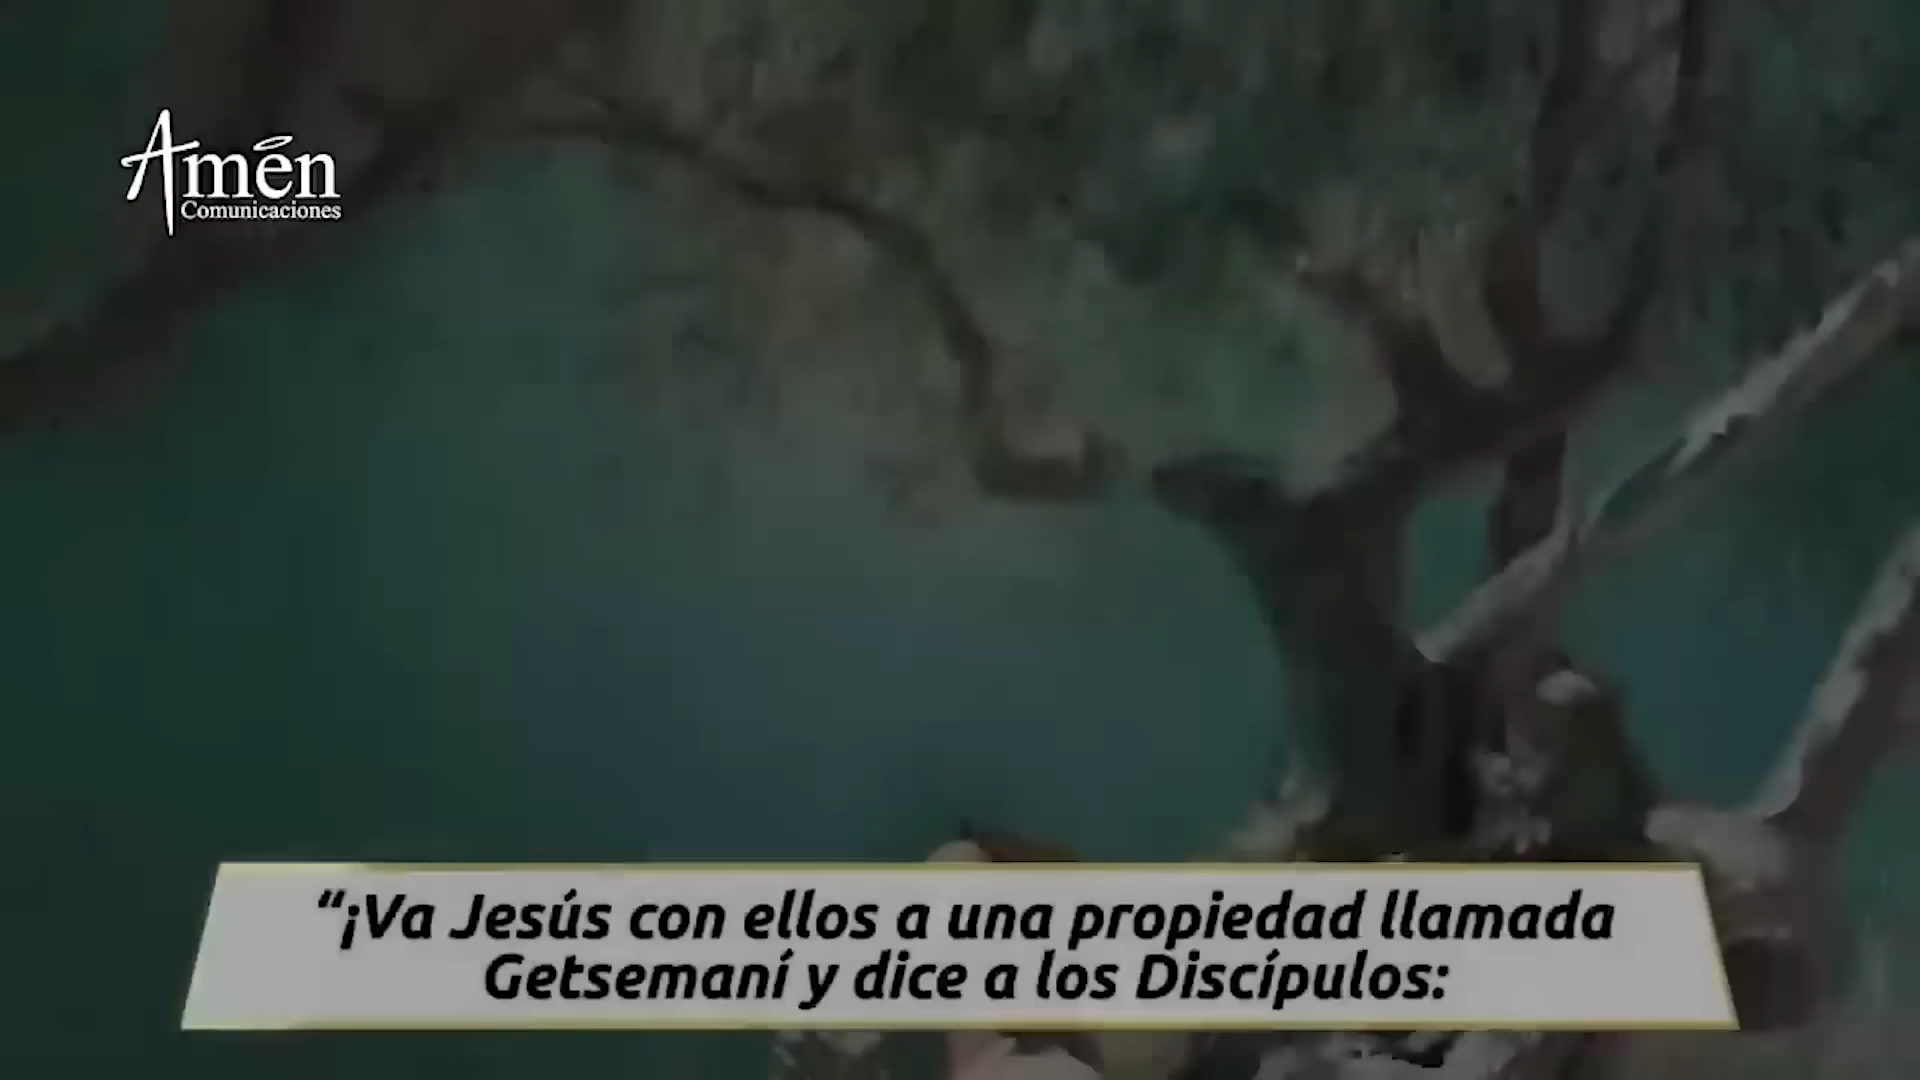 Amén
Comunicaciones
“¡Va Jesús con ellos a una propiedad llamada
Getsemaní y dice a los Discípulos: